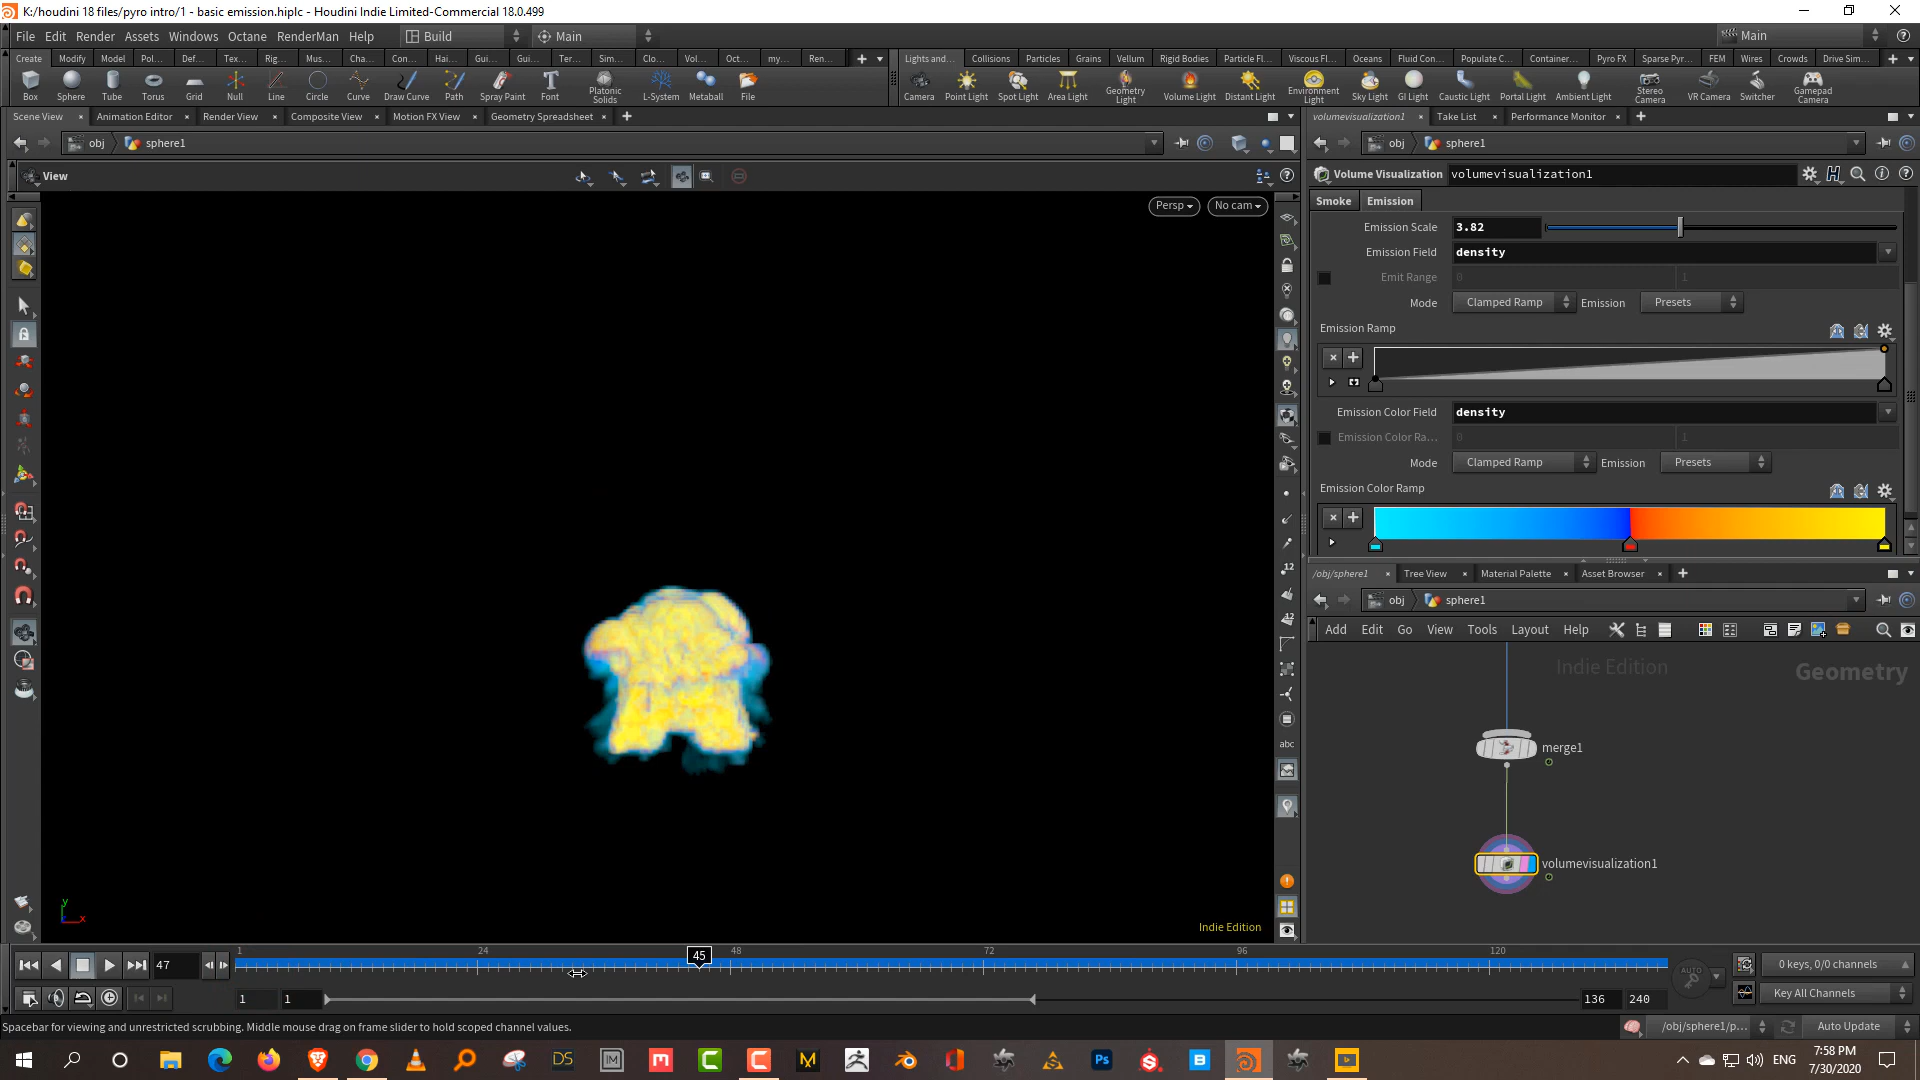 K:/houdini 18 files/pyro intro/1 - basic emission.hiplc - Houdini Indie Limited-Commercial 18.0.499
File Edit Render Assets Windows Octane RenderMan Help Build Main Main
Create Modify Model Pol... Def... Tex... Rig... Mus... Cha... Con... Hai... Gui... Gui... Ter... Sim... Clo... Vol... Oct... my... Ren...
Lights and... Collisions Particles Grains Vellum Rigid Bodies Particle Fl... Viscous Fl... Oceans Fluid Con... Populate C... Container... Pyro FX Sparse Pyr... FEM Wires Crowds Drive Sim...
Box Sphere Tube Torus Grid Null Line Circle Curve Draw Curve Path Spray Paint Font Platonic Solids L-System Metaball File
Camera Point Light Spot Light Area Light Geometry Light Volume Light Distant Light Environment Light Sky Light GI Light Caustic Light Portal Light Ambient Light Stereo Camera VR Camera Switcher Gamepad Camera
Scene View Animation Editor Render View Composite View Motion FX View Geometry Spreadsheet
volumevisualization1 Take List Performance Monitor
obj sphere1
obj sphere1
View
Persp No cam
Volume Visualization volumevisualization1
Smoke Emission
Emission Scale 3.82
Emission Field density
Emit Range 0 1
Mode Clamped Ramp Emission Presets
Emission Ramp
Emission Color Field density
Emission Color Ra... 0 1
Mode Clamped Ramp Emission Presets
Emission Color Ramp
/obj/sphere1 Tree View Material Palette Asset Browser
obj sphere1
Add Edit Go View Tools Layout Help
Indie Edition Geometry
merge1
volumevisualization1
12
42
abc
y
x
Indie Edition
1 24 45 48 72 96 120
47
AUTO
0 keys, 0/0 channels
1 1 136 240
Key All Channels
Spacebar for viewing and unrestricted scrubbing. Middle mouse drag on frame slider to hold scoped channel values.
/obj/sphere1/p... Auto Update
DS M C C M Ps B
ENG
7:58 PM
7/30/2020